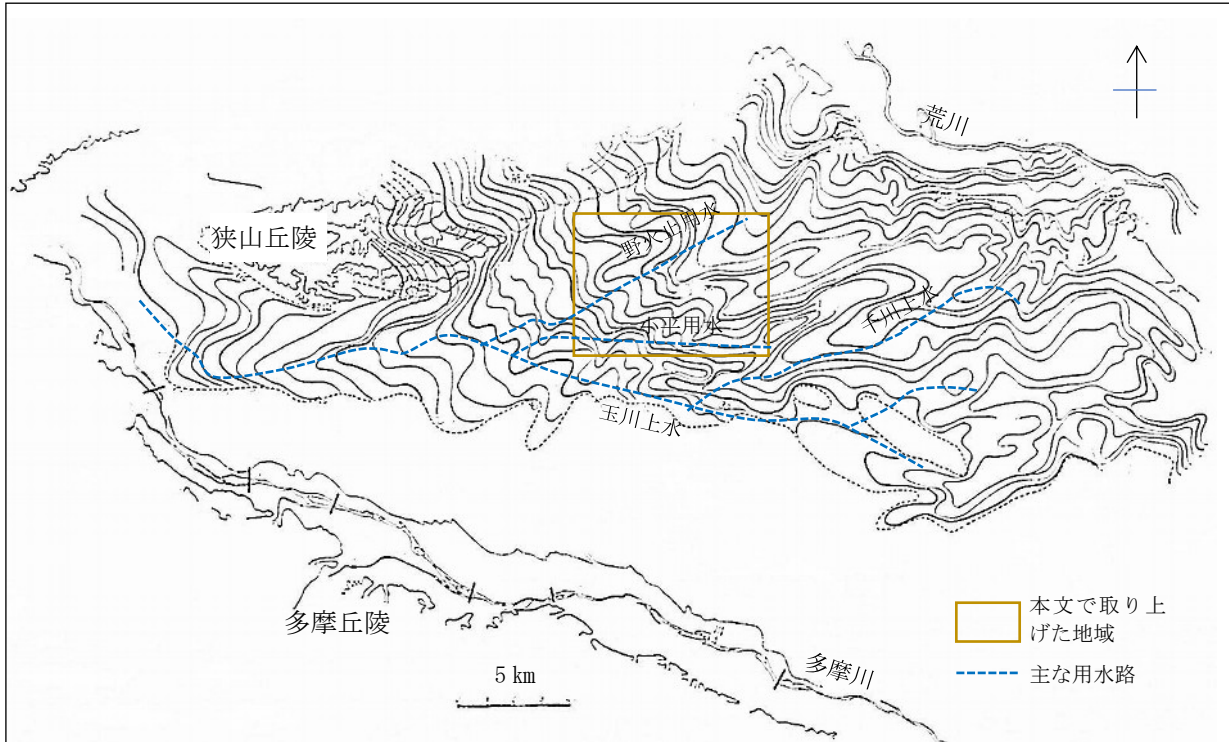 荒川
狭山丘陵
野火止用水
千川上水
小平用水
玉川上水
多摩丘陵
多摩川
5 km
本文で取り上
げた地域
主な用水路